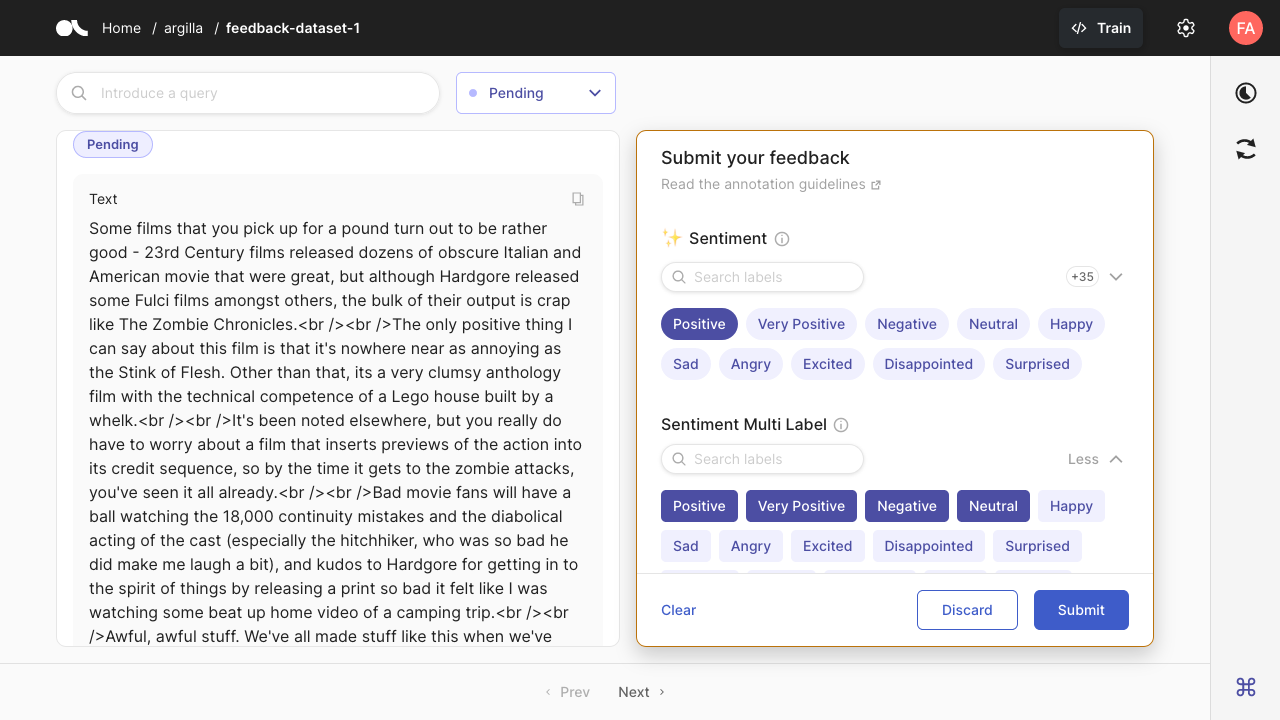 Home / argilla / feedback-dataset-1
Train
FA
Introduce a query
Pending
Pending
Text
Some films that you pick up for a pound turn out to be rather
good - 23rd Century films released dozens of obscure Italian and
American movie that were great, but although Hardgore released
some Fulci films amongst others, the bulk of their output is crap
like The Zombie Chronicles.<br /><br />The only positive thing I
can say about this film is that it's nowhere near as annoying as
the Stink of Flesh. Other than that, its a very clumsy anthology
film with the technical competence of a Lego house built by a
whelk.<br /><br />It's been noted elsewhere, but you really do
have to worry about a film that inserts previews of the action into
its credit sequence, so by the time it gets to the zombie attacks,
you've seen it all already.<br /><br />Bad movie fans will have a
ball watching the 18,000 continuity mistakes and the diabolical
acting of the cast (especially the hitchhiker, who was so bad he
did make me laugh a bit), and kudos to Hardgore for getting in to
the spirit of things by releasing a print so bad it felt like I was
watching some beat up home video of a camping trip.<br /><br
/>Awful, awful stuff. We've all made stuff like this when we've
Submit your feedback
Read the annotation guidelines
✨ Sentiment
Search labels
+35
Positive Very Positive Negative Neutral Happy
Sad Angry Excited Disappointed Surprised
Sentiment Multi Label
Search labels
Less
Positive Very Positive Negative Neutral Happy
Sad Angry Excited Disappointed Surprised
Clear Discard Submit
‹ Prev Next ›